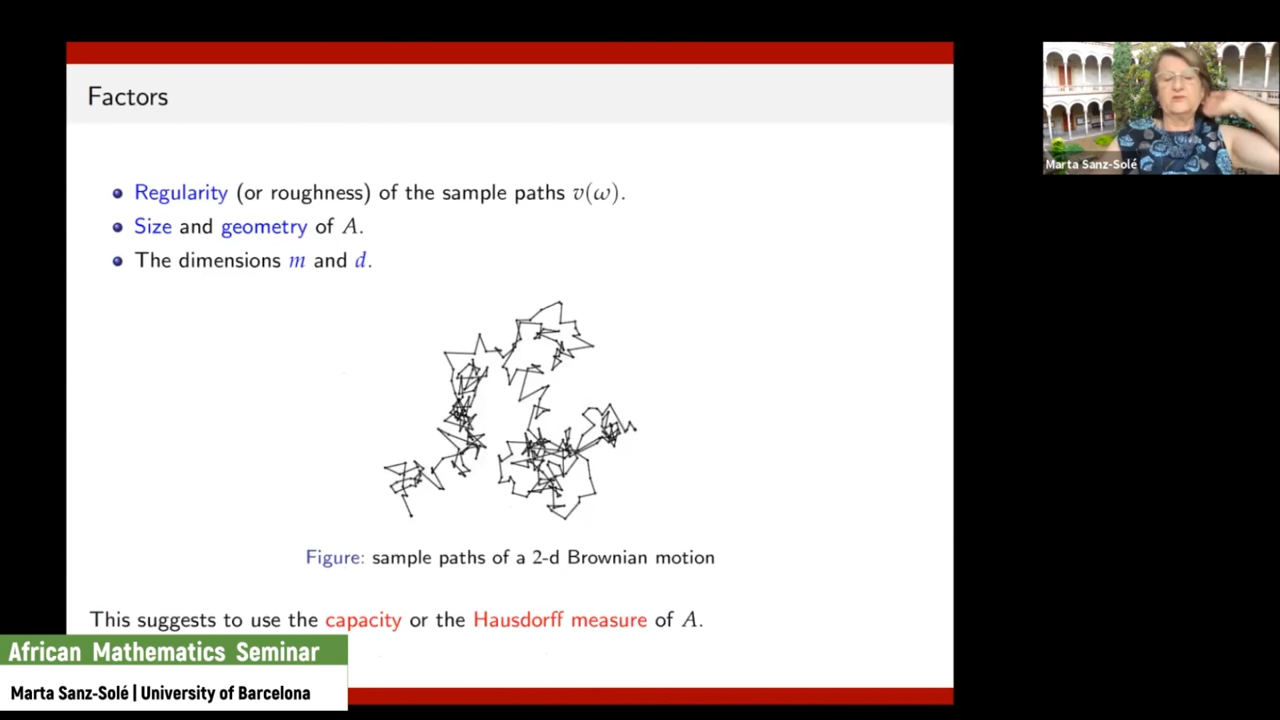 Factors
Regularity (or roughness) of the sample paths v(ω).
Size and geometry of A.
The dimensions m and d.
Figure: sample paths of a 2-d Brownian motion
This suggests to use the capacity or the Hausdorff measure of A.
African Mathematics Seminar
Marta Sanz-Solé | University of Barcelona
Marta Sanz-Solé